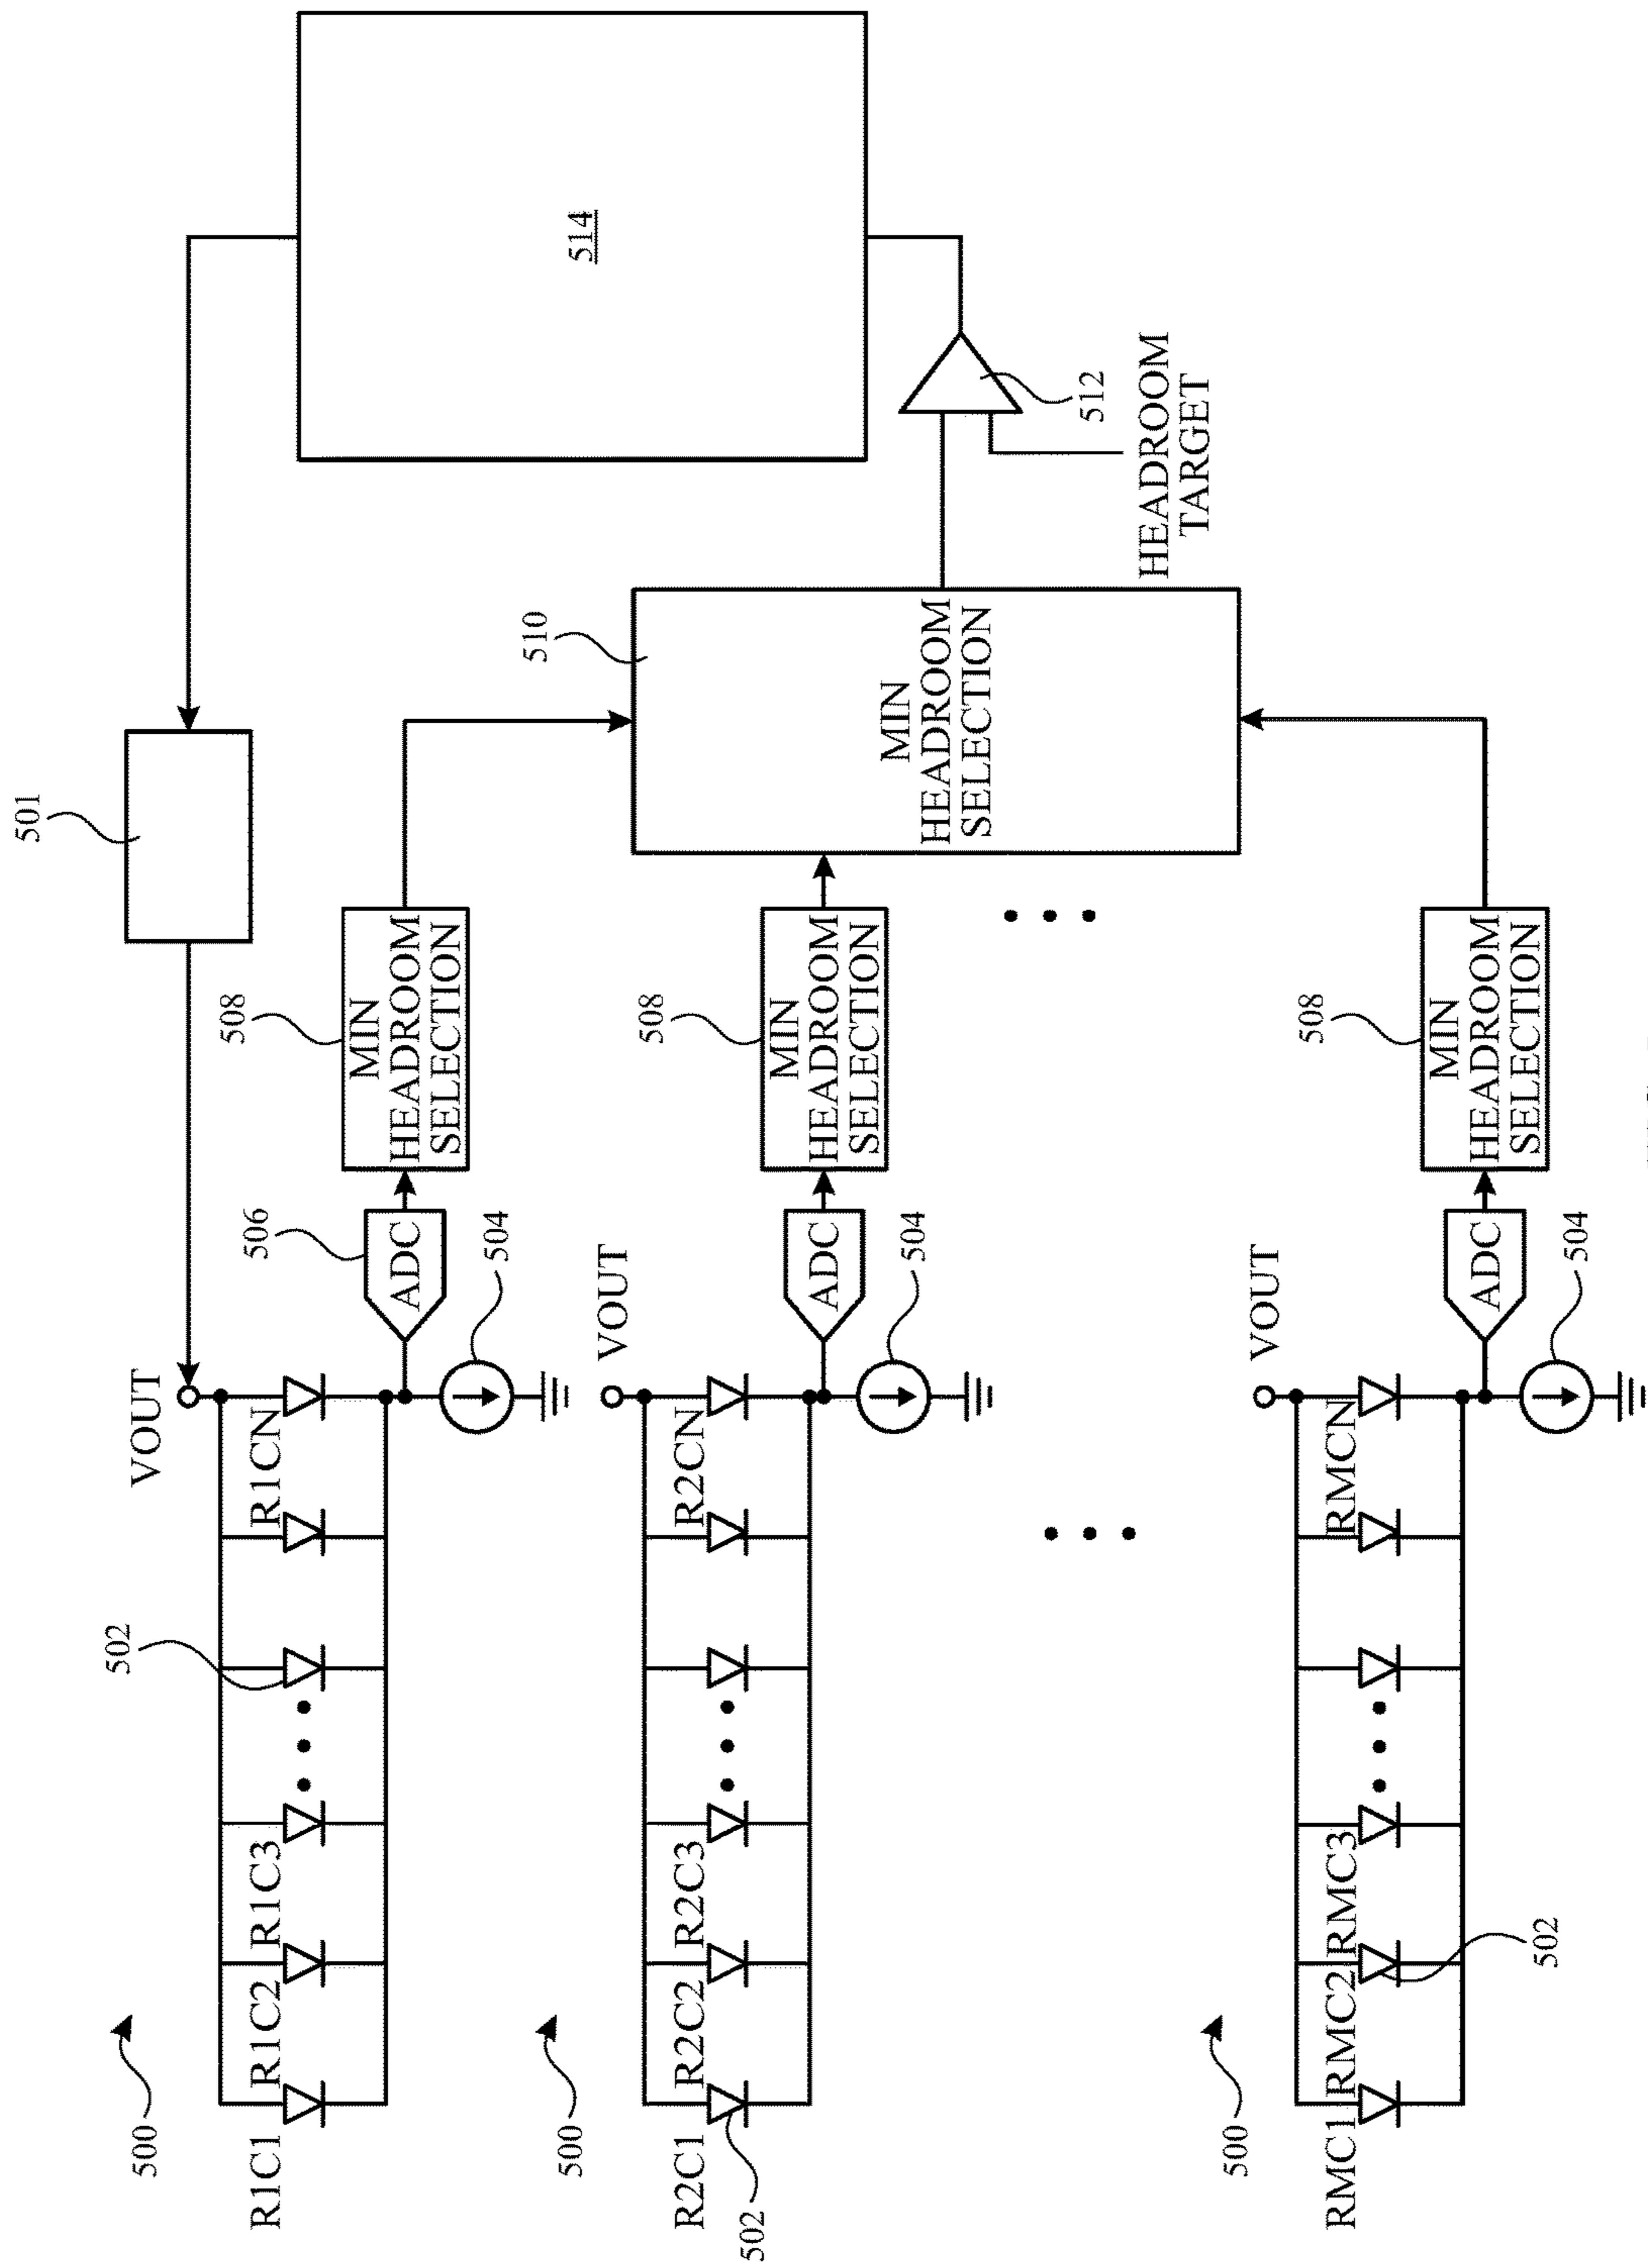 501
514
VOUT
R1C1
R1C2
R1C3
R1CN
500
502
506
ADC
504
508
MIN
HEADROOM
SELECTION
510
MIN
HEADROOM
SELECTION
512
HEADROOM
TARGET
VOUT
R2C1
R2C2
R2C3
R2CN
500
502
ADC
504
508
MIN
HEADROOM
SELECTION
VOUT
RMC1
RMC2
RMC3
RMCN
500
502
ADC
504
508
MIN
HEADROOM
SELECTION